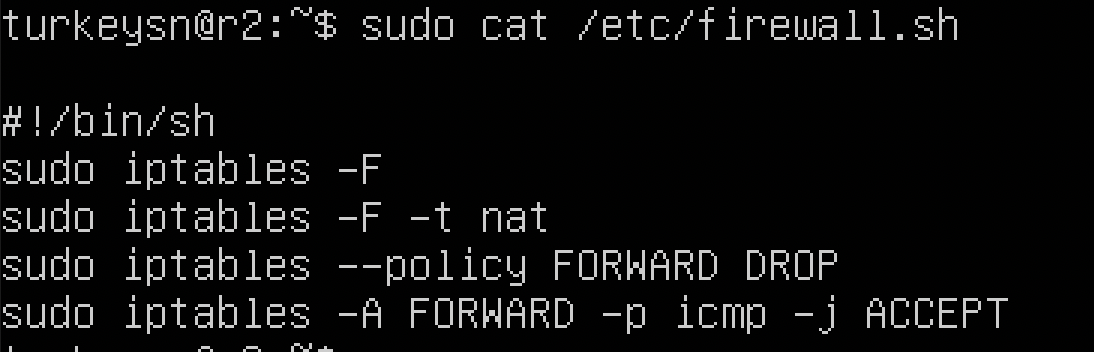 turkeysn@r2:~$ sudo cat /etc/firewall.sh
#!/bin/sh
sudo iptables -F
sudo iptables -F -t nat
sudo iptables --policy FORWARD DROP
sudo iptables -A FORWARD -p icmp -j ACCEPT